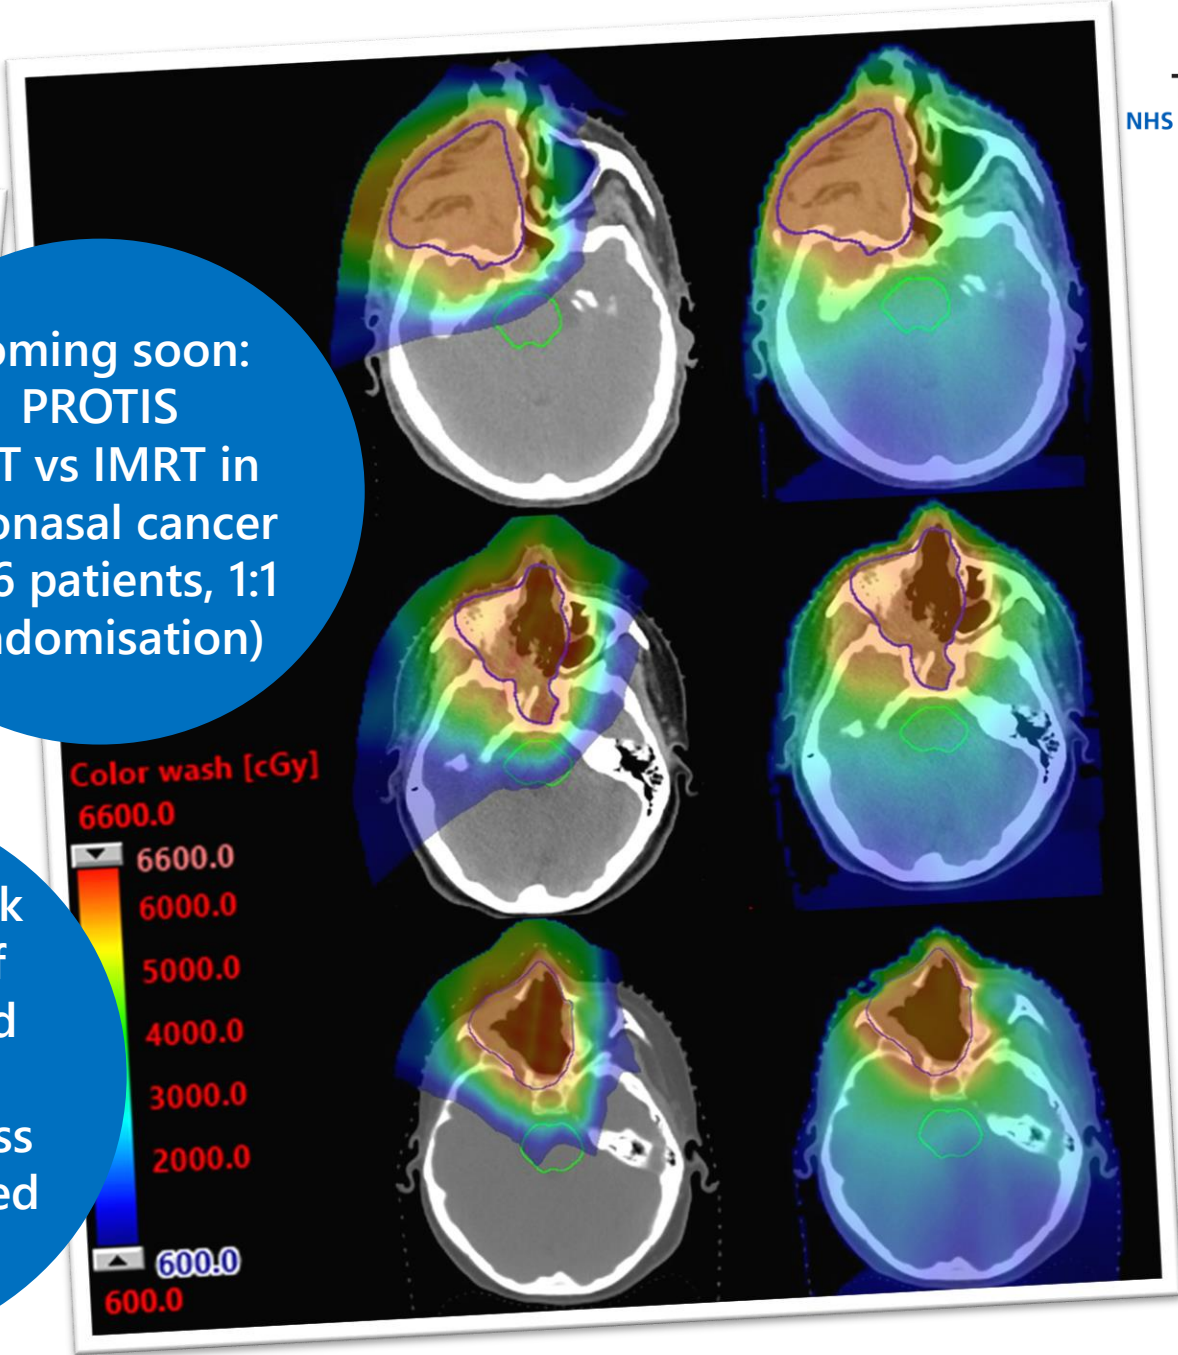 NHS
oming soon:
PROTIS
T vs IMRT in
onasal cancer
6 patients, 1:1
domisation)
Color wash [cGy]
6600.0
6600.0
6000.0
5000.0
4000.0
3000.0
2000.0
600.0
600.0
k
f
d
ss
ed